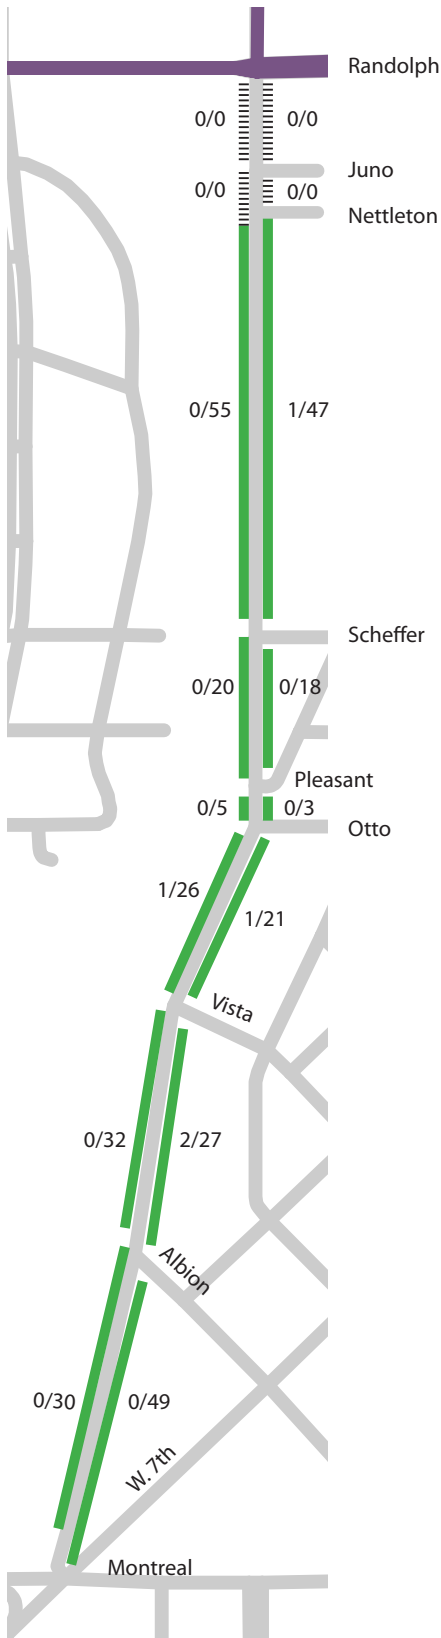 Randolph
0/0 0/0
Juno
0/0 0/0
Nettleton
0/55 1/47
Scheffer
0/20 0/18
Pleasant
0/5 0/3
Otto
1/26
1/21
Vista
0/32 2/27
Albion
0/30 0/49
W. 7th
Montreal